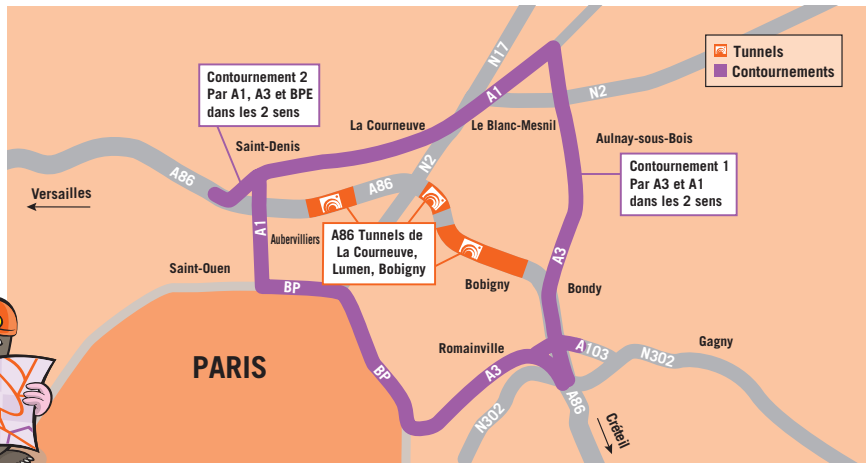 N17
Tunnels
Contournements
Contournement 2
Par A1, A3 et BPE
dans les 2 sens
A1
N2
La Courneuve
Le Blanc-Mesnil
Saint-Denis
Aulnay-sous-Bois
N2
A86
A86
Contournement 1
Par A3 et A1
dans les 2 sens
Versailles
A1
Aubervilliers
A86 Tunnels de
La Courneuve,
Lumen, Bobigny
A3
Saint-Ouen
BP
Bobigny
Bondy
Romainville
A103
N302
Gagny
PARIS
BP
A3
A86
N302
Créteil